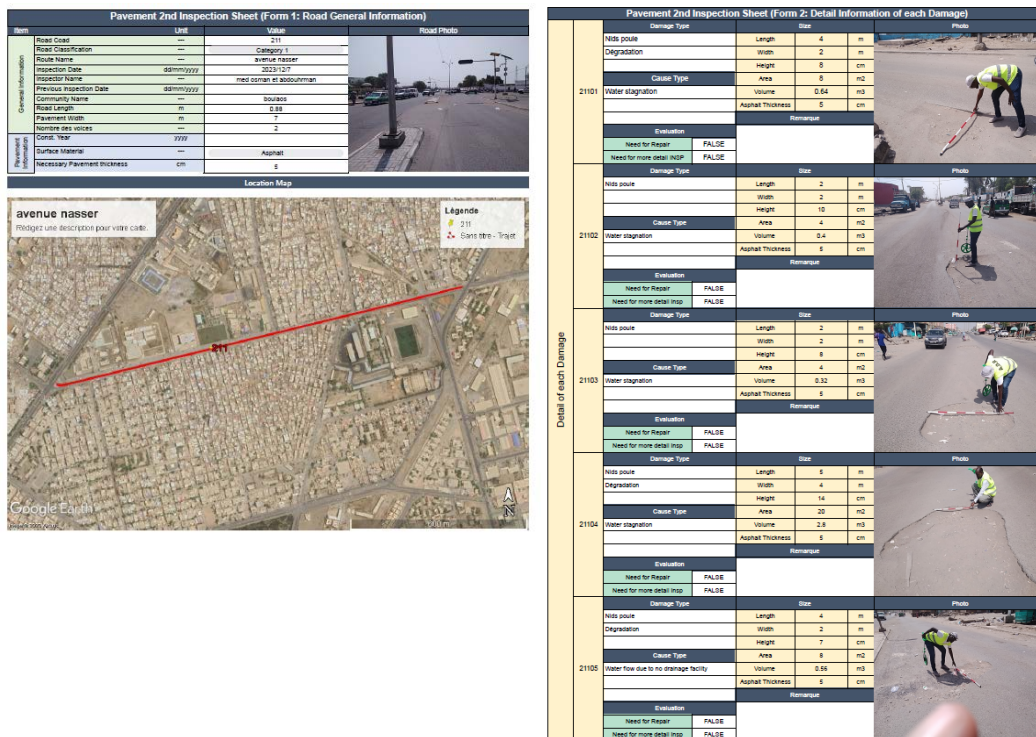 Pavement 2nd Inspection Sheet (Form 1: Road General Information)
Item Unit Value Road Photo
General Information
Road Coad --- 211
Road Classification --- Category 1
Route Name --- avenue nasser
Inspection Date dd/mm/yyyy 2023/12/7
Inspector Name --- med osman et abdouhrman
Previous Inspection Date dd/mm/yyyy
Community Name --- boulaos
Road Length m 0.88
Pavement Width m 7
Nombre des voices --- 2
Pavement Information
Const. Year yyyy
Surface Material --- Asphalt
Necessary Pavement thickness cm 5
Location Map
avenue nasser
Rédigez une description pour votre carte.
Légende
211
Sans titre - Trajet
211
Google Earth
N
Pavement 2nd Inspection Sheet (Form 2: Detail Information of each Damage)
Detail of each Damage
Damage Type Size Photo
21101
Nids poule Length 4 m
Dégradation Width 2 m
Height 8 cm
Cause Type Area 8 m2
Water stagnation Volume 0.64 m3
Asphalt Thickness 5 cm
Remarque
Evaluation
Need for Repair FALSE
Need for more detail INSP FALSE
Damage Type Size Photo
21102
Nids poule Length 2 m
Width 2 m
Height 10 cm
Cause Type Area 4 m2
Water stagnation Volume 0.4 m3
Asphalt Thickness 5 cm
Remarque
Evaluation
Need for Repair FALSE
Need for more detail Insp FALSE
Damage Type Size Photo
21103
Nids poule Length 2 m
Width 2 m
Height 8 cm
Cause Type Area 4 m2
Water stagnation Volume 0.32 m3
Asphalt Thickness 5 cm
Remarque
Evaluation
Need for Repair FALSE
Need for more detail Insp FALSE
Damage Type Size Photo
21104
Nids poule Length 5 m
Dégradation Width 4 m
Height 14 cm
Cause Type Area 20 m2
Water stagnation Volume 2.8 m3
Asphalt Thickness 5 cm
Remarque
Evaluation
Need for Repair FALSE
Need for more detail Insp FALSE
Damage Type Size Photo
21105
Nids poule Length 4 m
Dégradation Width 2 m
Height 7 cm
Cause Type Area 8 m2
Water flow due to no drainage facility Volume 0.56 m3
Asphalt Thickness 5 cm
Remarque
Evaluation
Need for Repair FALSE
Need for more detail Insp FALSE